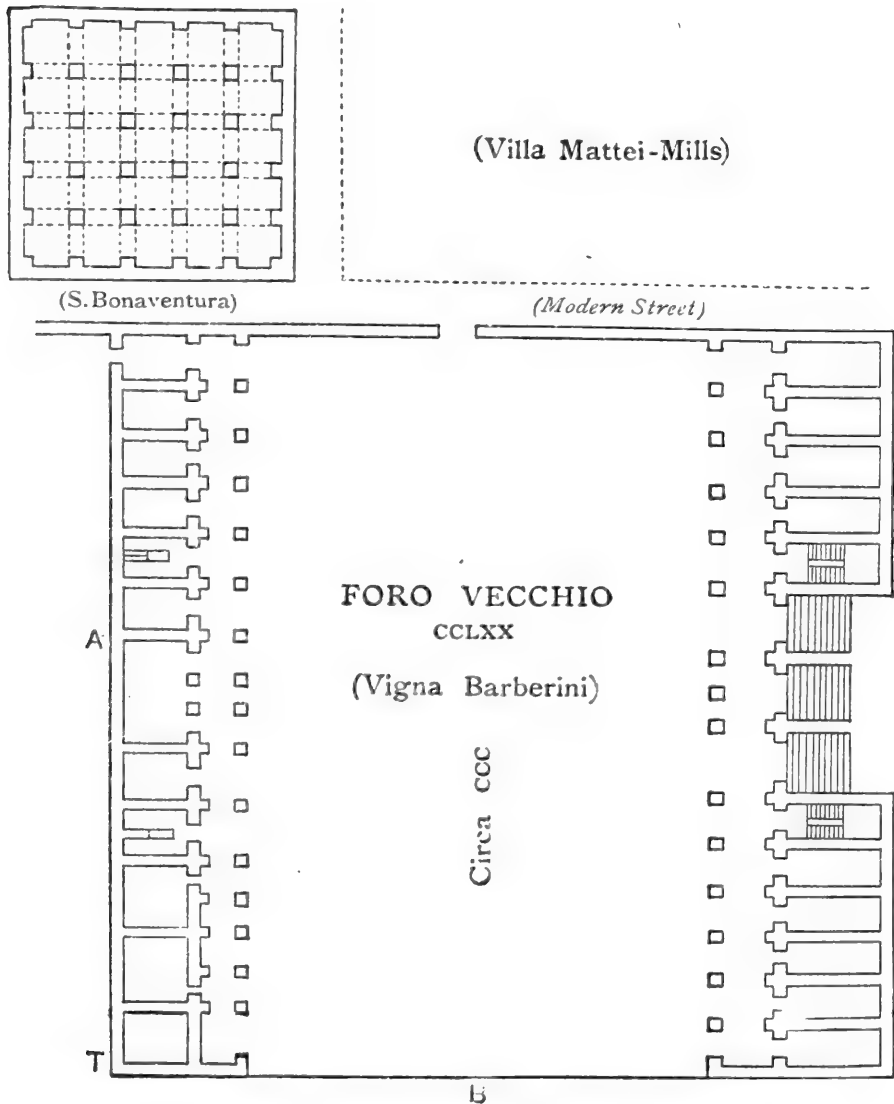 (Villa Mattei-Mills)
(S. Bonaventura)
(Modern Street)
FORO VECCHIO
CCLXX
A
(Vigna Barberini)
Circa CCC
T
B